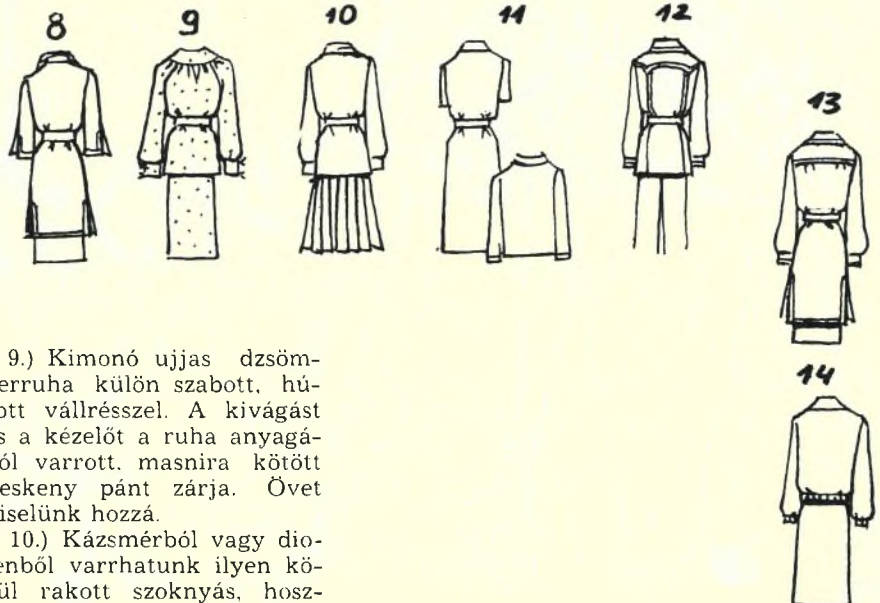 8 9 10 11 12
13
14
9.) Kimonó ujjas dzsöm-
erruha külön szabott, hú-
ott vállrésszel. A kivágást
s a kézelőt a ruha anyagá-
ól varrott. masnira kötött
eskeny pánt zárja. Övet
iselünk hozzá.
10.) Kázsmérból vagy dio-
enből varrhatunk ilyen kö-
ül rakott szoknyás, hosz-